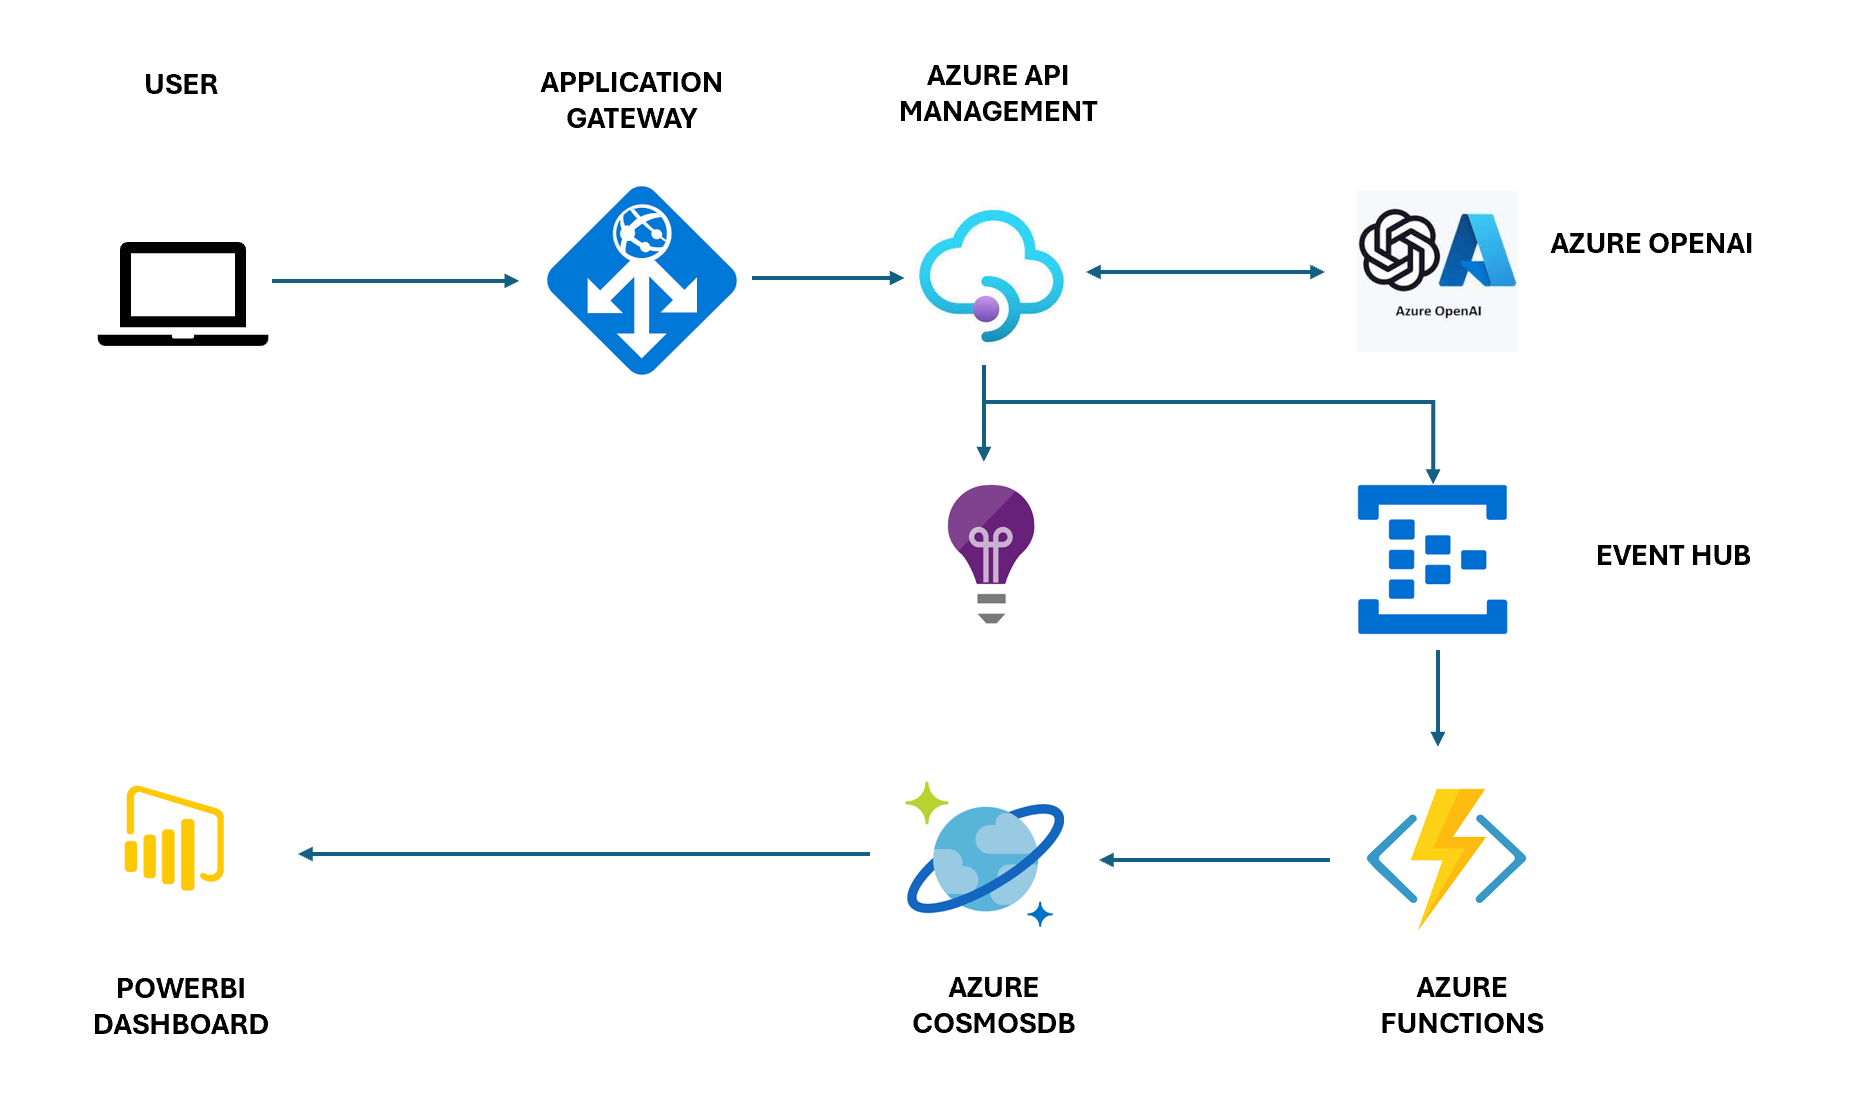 USER
APPLICATION
GATEWAY
AZURE API
MANAGEMENT
AZURE OPENAI
Azure OpenAI
EVENT HUB
POWERBI
DASHBOARD
AZURE
COSMOSDB
AZURE
FUNCTIONS